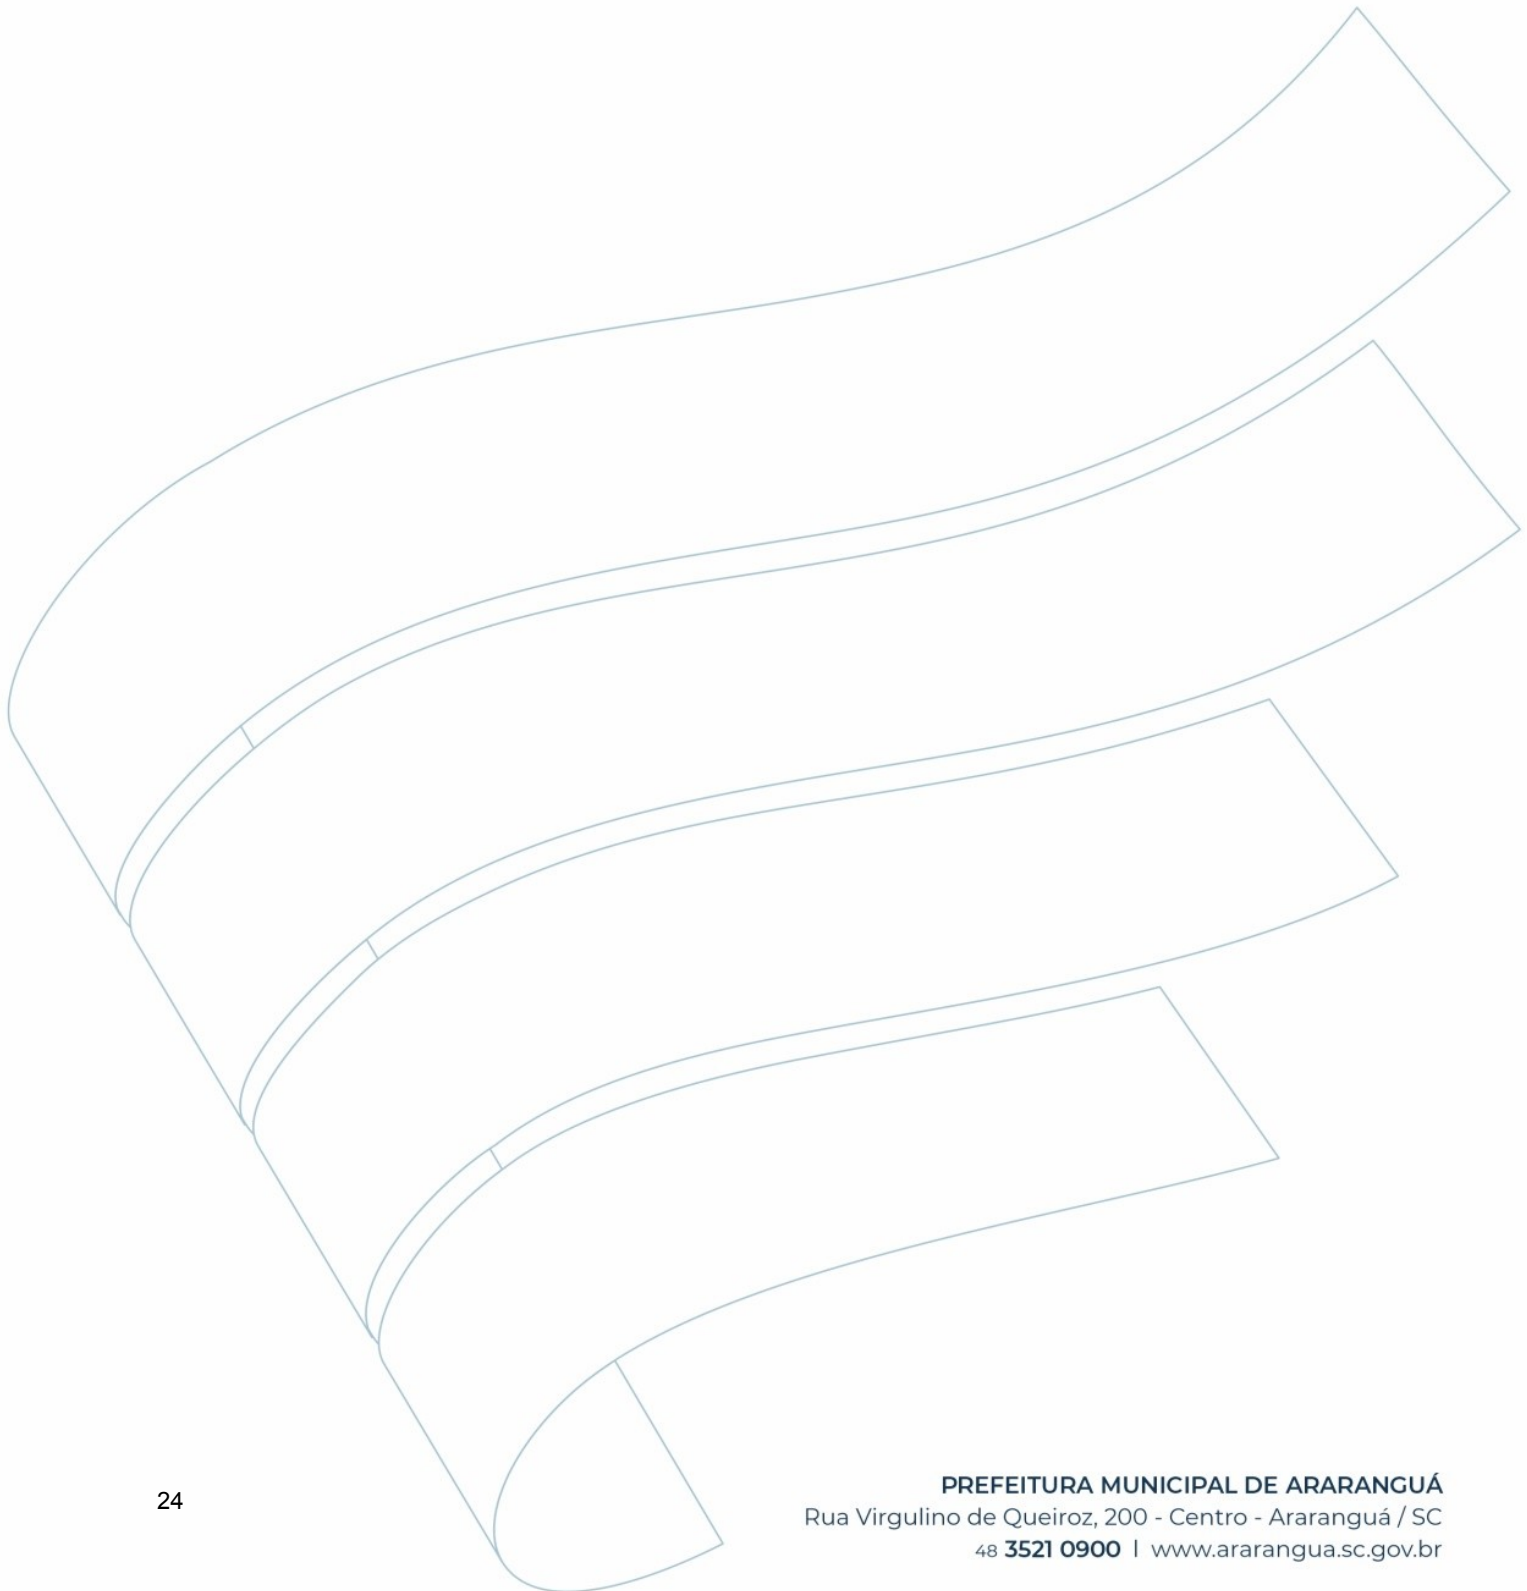 24
PREFEITURA MUNICIPAL DE ARARANGUÁ
Rua Virgulino de Queiroz, 200 - Centro - Araranguá / SC
48 3521 0900 | www.ararangua.sc.gov.br